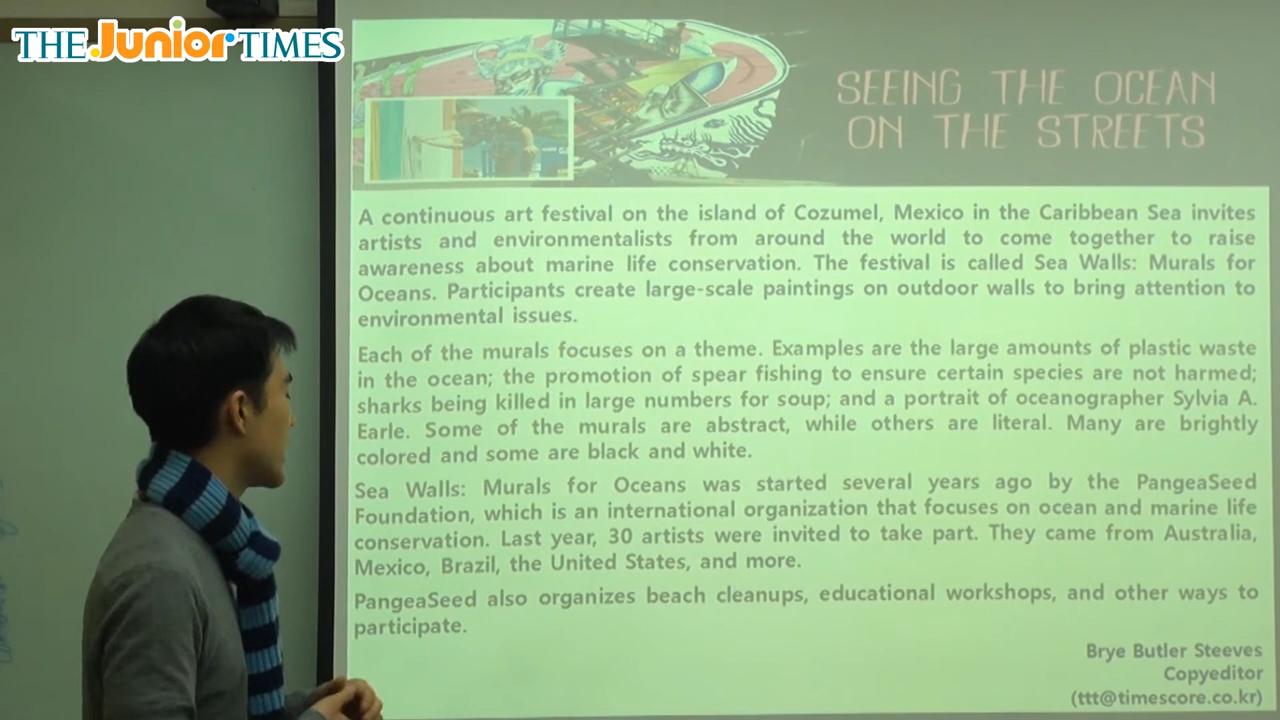 THE Junior TIMES
SEEING THE OCEAN
ON THE STREETS
A continuous art festival on the island of Cozumel, Mexico in the Caribbean Sea invites
artists and environmentalists from around the world to come together to raise
awareness about marine life conservation. The festival is called Sea Walls: Murals for
Oceans. Participants create large-scale paintings on outdoor walls to bring attention to
environmental issues.
Each of the murals focuses on a theme. Examples are the large amounts of plastic waste
in the ocean; the promotion of spear fishing to ensure certain species are not harmed;
sharks being killed in large numbers for soup; and a portrait of oceanographer Sylvia A.
Earle. Some of the murals are abstract, while others are literal. Many are brightly
colored and some are black and white.
Sea Walls: Murals for Oceans was started several years ago by the PangeaSeed
Foundation, which is an international organization that focuses on ocean and marine life
conservation. Last year, 30 artists were invited to take part. They came from Australia,
Mexico, Brazil, the United States, and more.
PangeaSeed also organizes beach cleanups, educational workshops, and other ways to
participate.
Brye Butler Steeves
Copyeditor
(ttt@timescore.co.kr)